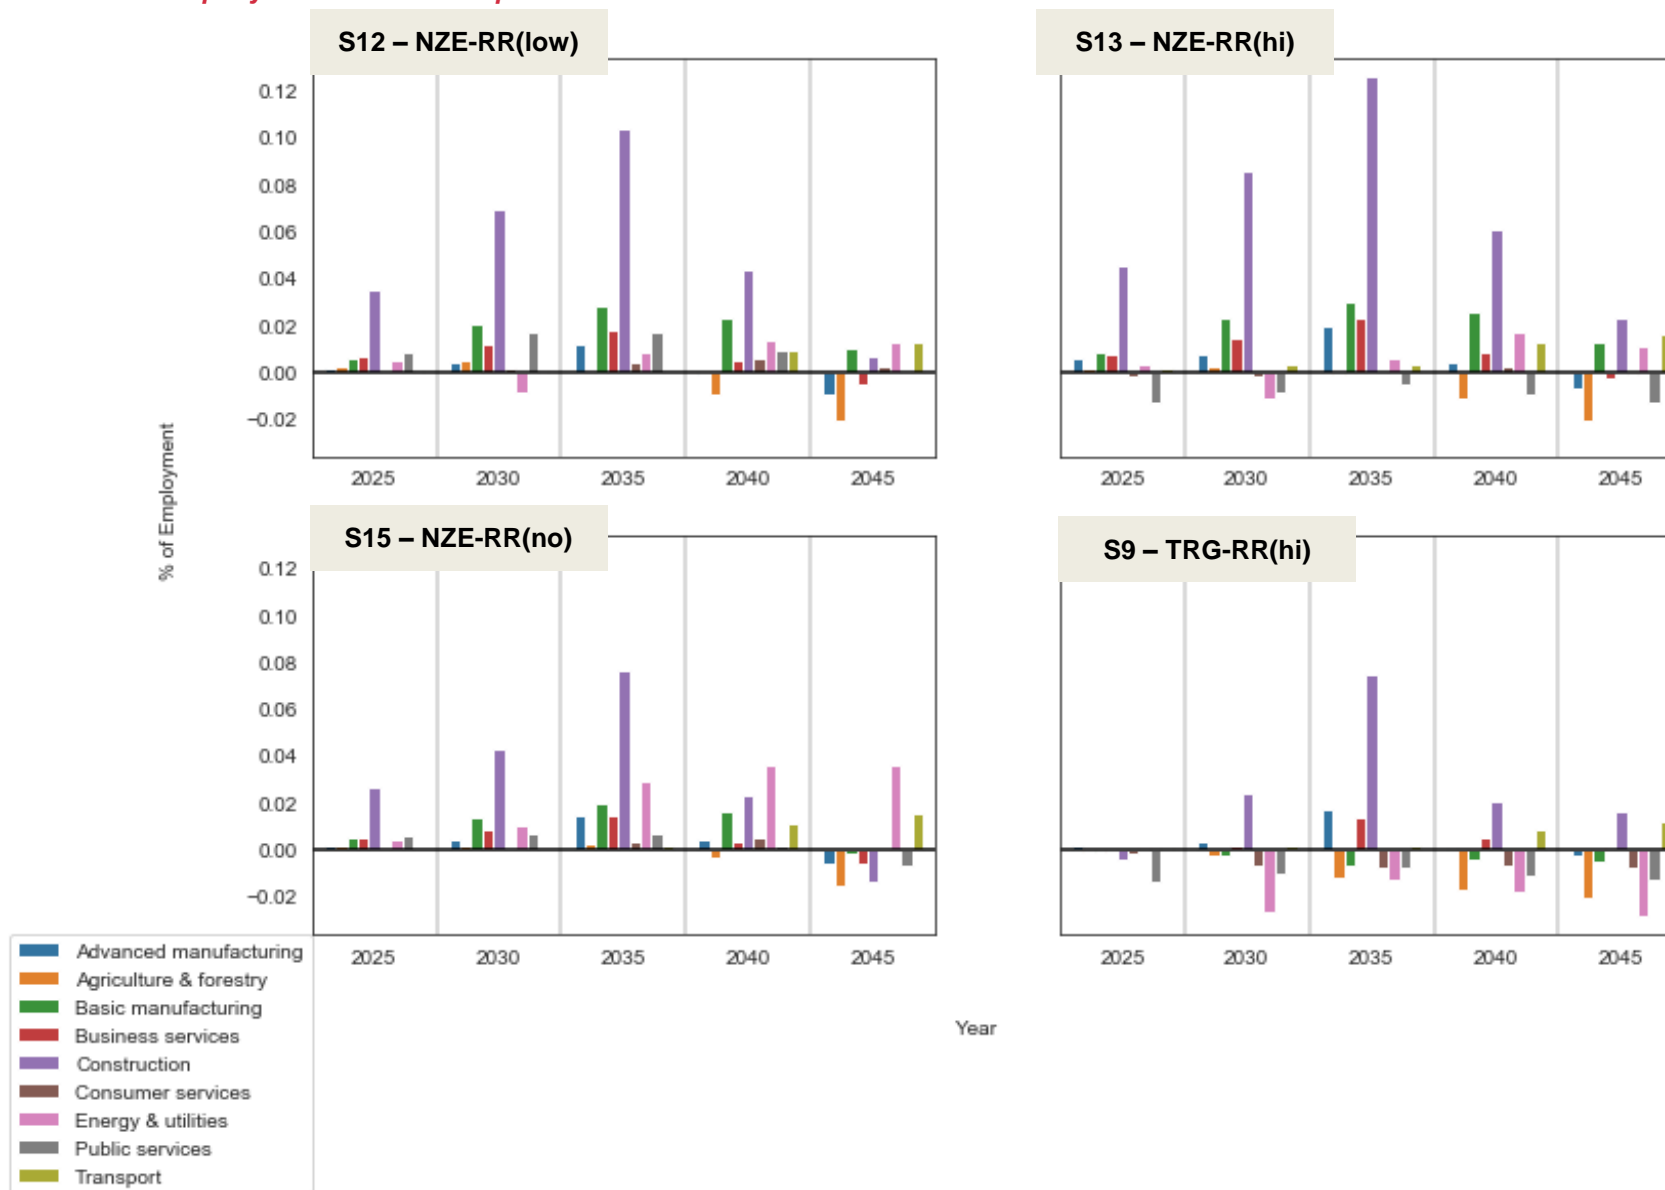 S12 – NZE-RR(low)
S13 – NZE-RR(hi)
0.12
0.10
0.08
0.06
0.04
0.02
0.00
−0.02
2025 2030 2035 2040 2045
2025 2030 2035 2040 2045
% of Employment
S15 – NZE-RR(no)
S9 – TRG-RR(hi)
0.12
0.10
0.08
0.06
0.04
0.02
0.00
−0.02
2025 2030 2035 2040 2045
2025 2030 2035 2040 2045
Year
Advanced manufacturing
Agriculture & forestry
Basic manufacturing
Business services
Construction
Consumer services
Energy & utilities
Public services
Transport